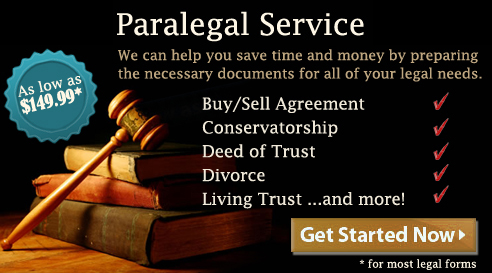 Paralegal Service
We can help you save time and money by preparing
the necessary documents for all of your legal needs.
As low as
$149.99*
Buy/Sell Agreement
Conservatorship
Deed of Trust
Divorce
Living Trust ...and more!
Get Started Now
* for most legal forms